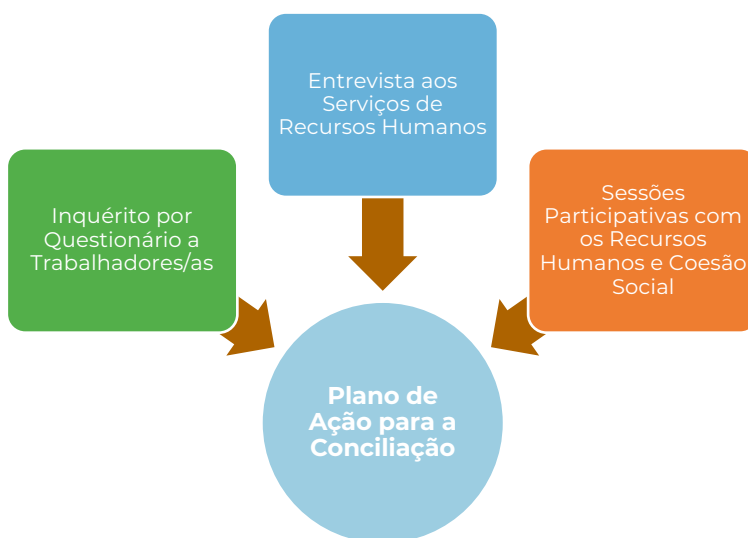 Entrevista aos
Serviços de
Recursos Humanos
Inquérito por
Questionário a
Trabalhadores/as
Sessões
Participativas com
os Recursos
Humanos e Coesão
Social
Plano de
Ação para a
Conciliação